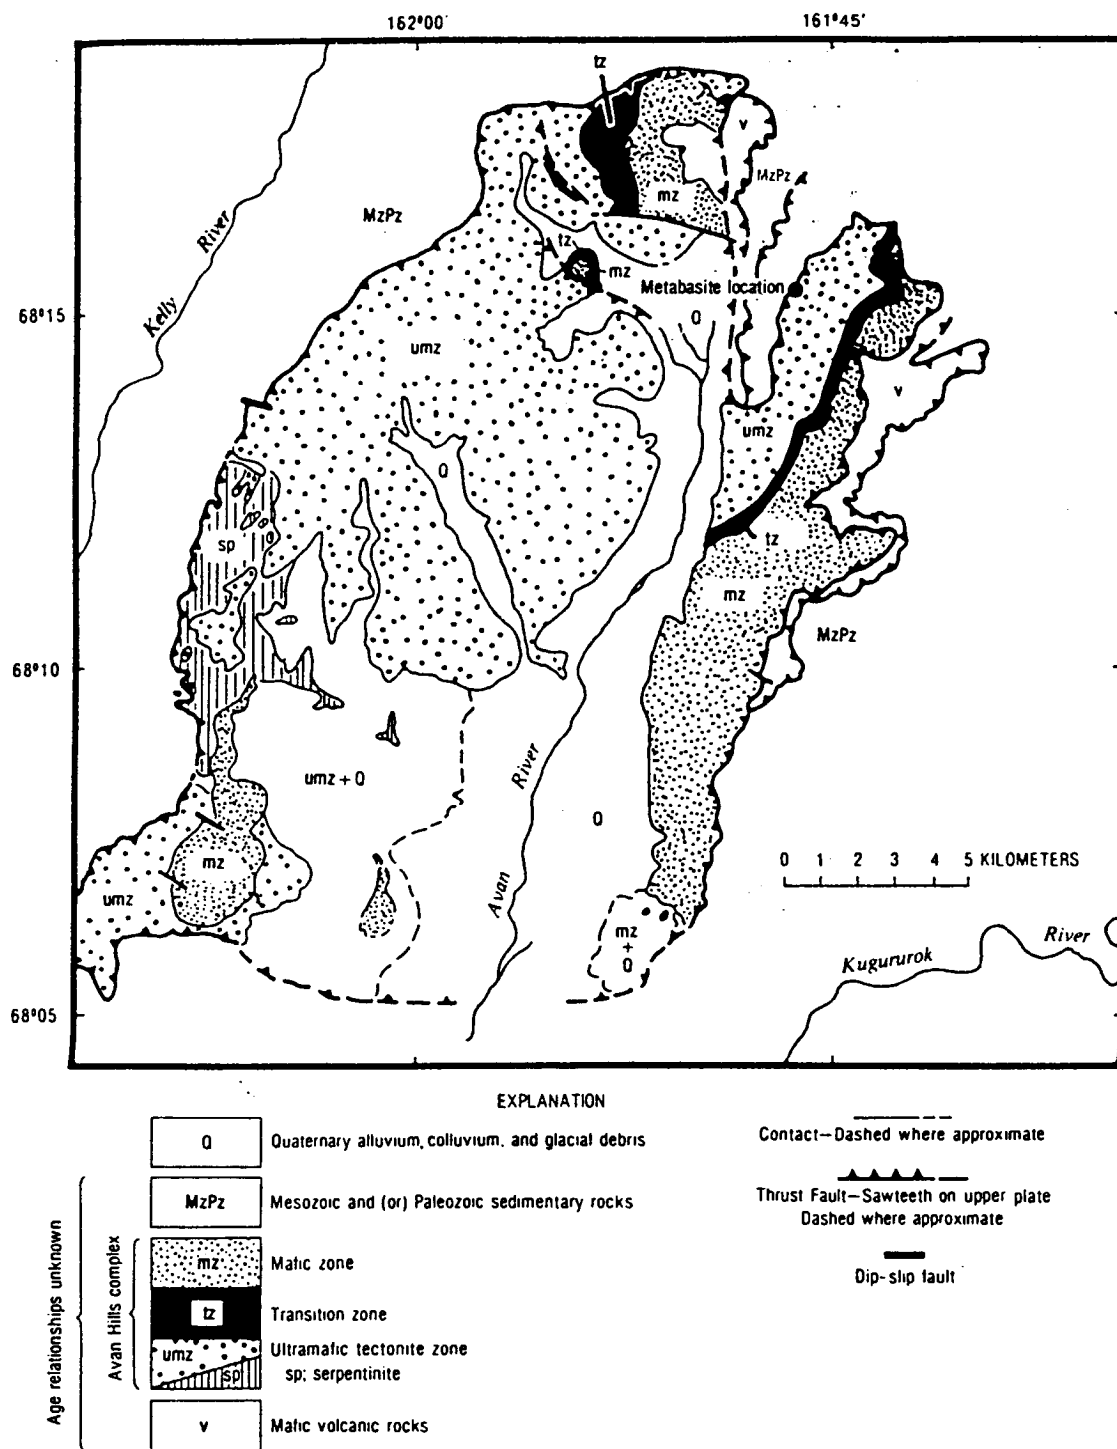 162°00'
161°45'
tz
v
MzPz
mz
MzPz
River
tz
mz
Metabasite location
Q
68°15
Kelly
umz
v
umz
Q
sp
tz
mz
MzPz
68°10
River
umz + Q
Q
mz
0 1 2 3 4 5 KILOMETERS
umz
Avan
mz
+
Q
River
Kugururok
68°05
EXPLANATION
Q Quaternary alluvium, colluvium, and glacial debris
MzPz Mesozoic and (or) Paleozoic sedimentary rocks
mz Mafic zone
tz Transition zone
umz Ultramafic tectonite zone
sp sp; serpentinite
v Mafic volcanic rocks
Age relationships unknown
Avan Hills complex
Contact—Dashed where approximate
Thrust Fault—Sawteeth on upper plate
Dashed where approximate
Dip-slip fault